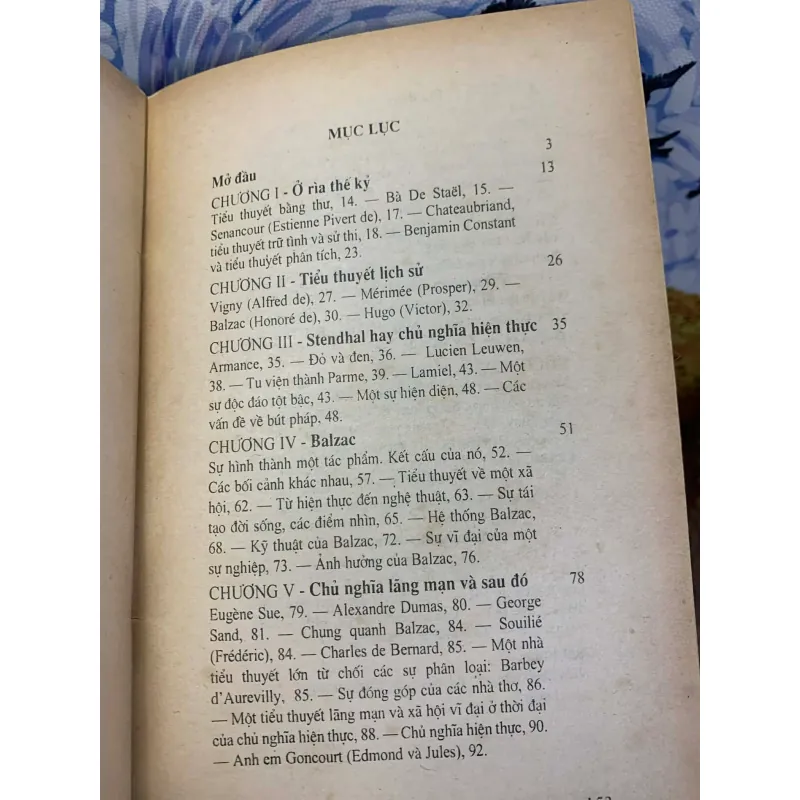 MỤC LỤC
Mở đầu 3
CHƯƠNG I - Ở rìa thế kỷ 13
Tiểu thuyết bằng thư, 14. — Bà De Staël, 15. —
Senancour (Estienne Pivert de), 17. — Chateaubriand,
tiểu thuyết trữ tình và sử thi, 18. — Benjamin Constant
và tiểu thuyết phân tích, 23.
CHƯƠNG II - Tiểu thuyết lịch sử 26
Vigny (Alfred de), 27. — Mérimée (Prosper), 29. —
Balzac (Honoré de), 30. — Hugo (Victor), 32.
CHƯƠNG III - Stendhal hay chủ nghĩa hiện thực 35
Armance, 35. — Đỏ và đen, 36. — Lucien Leuwen,
38. — Tu viện thành Parme, 39. — Lamiel, 43. — Một
sự độc đáo tột bậc, 43. — Một sự hiện diện, 48. — Các
vấn đề về bút pháp, 48.
CHƯƠNG IV - Balzac 51
Sự hình thành một tác phẩm. Kết cấu của nó, 52. —
Các bối cảnh khác nhau, 57. — Tiểu thuyết về một xã
hội, 62. — Từ hiện thực đến nghệ thuật, 63. — Sự tái
tạo đời sống, các điểm nhìn, 65. — Hệ thống Balzac,
68. — Kỹ thuật của Balzac, 72. — Sự vĩ đại của một
sự nghiệp, 73. — Ảnh hưởng của Balzac, 76.
CHƯƠNG V - Chủ nghĩa lãng mạn và sau đó 78
Eugène Sue, 79. — Alexandre Dumas, 80. — George
Sand, 81. — Chung quanh Balzac, 84. — Souilié
(Frédéric), 84. — Charles de Bernard, 85. — Một nhà
tiểu thuyết lớn từ chối các sự phân loại: Barbey
d'Aurevilly, 85. — Sự đóng góp của các nhà thơ, 86.
— Một tiểu thuyết lãng mạn và xã hội vĩ đại ở thời đại
của chủ nghĩa hiện thực, 88. — Chủ nghĩa hiện thực, 90.
— Anh em Goncourt (Edmond và Jules), 92.